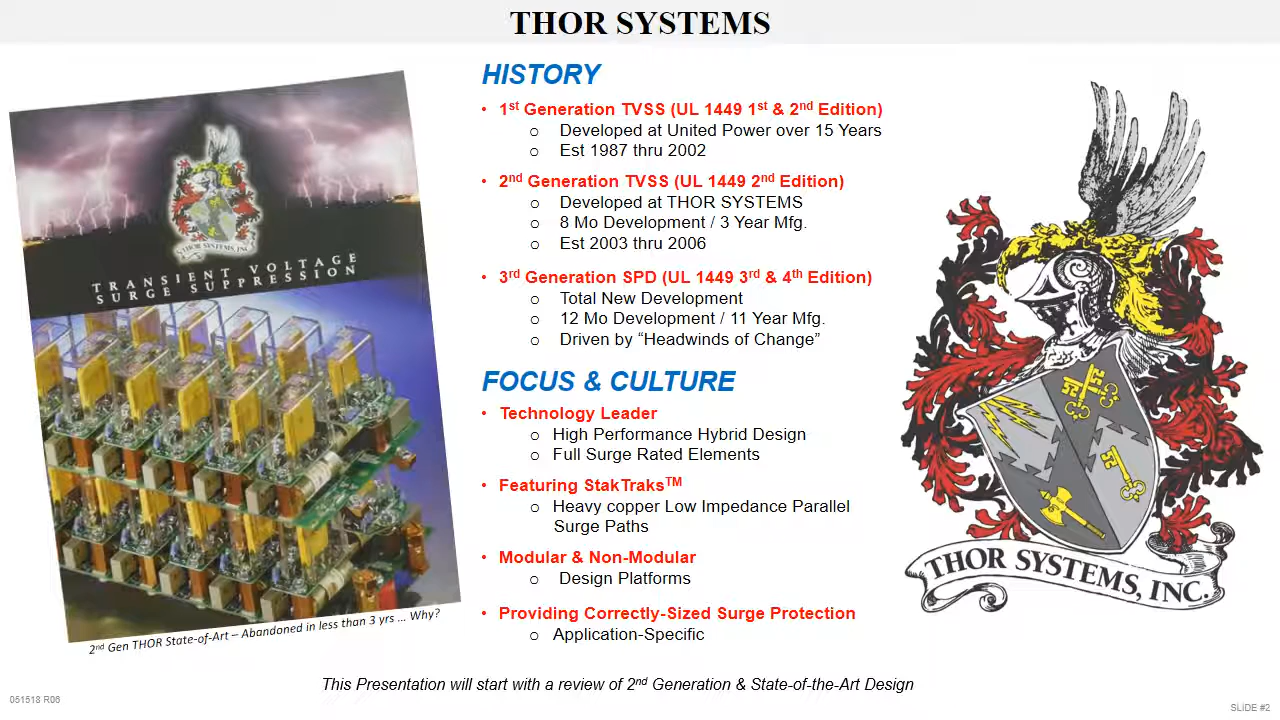 THOR SYSTEMS
THOR SYSTEMS, INC.
TRANSIENT VOLTAGE
SURGE SUPPRESSION
2nd Gen THOR State-of-Art – Abandoned in less than 3 yrs ... Why?
HISTORY
• 1st Generation TVSS (UL 1449 1st & 2nd Edition)
o Developed at United Power over 15 Years
o Est 1987 thru 2002
• 2nd Generation TVSS (UL 1449 2nd Edition)
o Developed at THOR SYSTEMS
o 8 Mo Development / 3 Year Mfg.
o Est 2003 thru 2006
• 3rd Generation SPD (UL 1449 3rd & 4th Edition)
o Total New Development
o 12 Mo Development / 11 Year Mfg.
o Driven by “Headwinds of Change”
FOCUS & CULTURE
• Technology Leader
o High Performance Hybrid Design
o Full Surge Rated Elements
• Featuring StakTraks™
o Heavy copper Low Impedance Parallel
Surge Paths
• Modular & Non-Modular
o Design Platforms
• Providing Correctly-Sized Surge Protection
o Application-Specific
THOR SYSTEMS, INC.
This Presentation will start with a review of 2nd Generation & State-of-the-Art Design
051518 R06
SLIDE #2